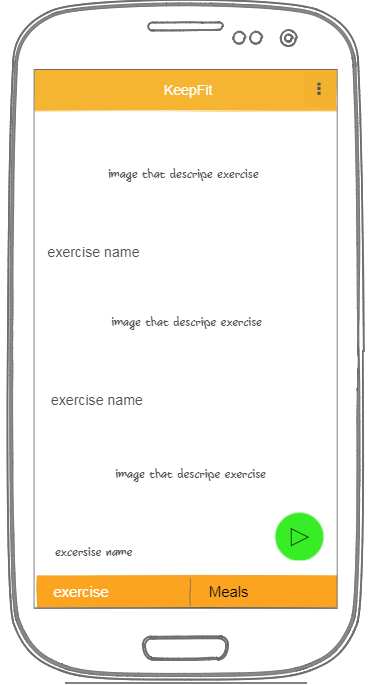 KeepFit
image that descripe exercise
exercise name
image that descripe exercise
exercise name
image that descripe exercise
excersise name
exercise
Meals